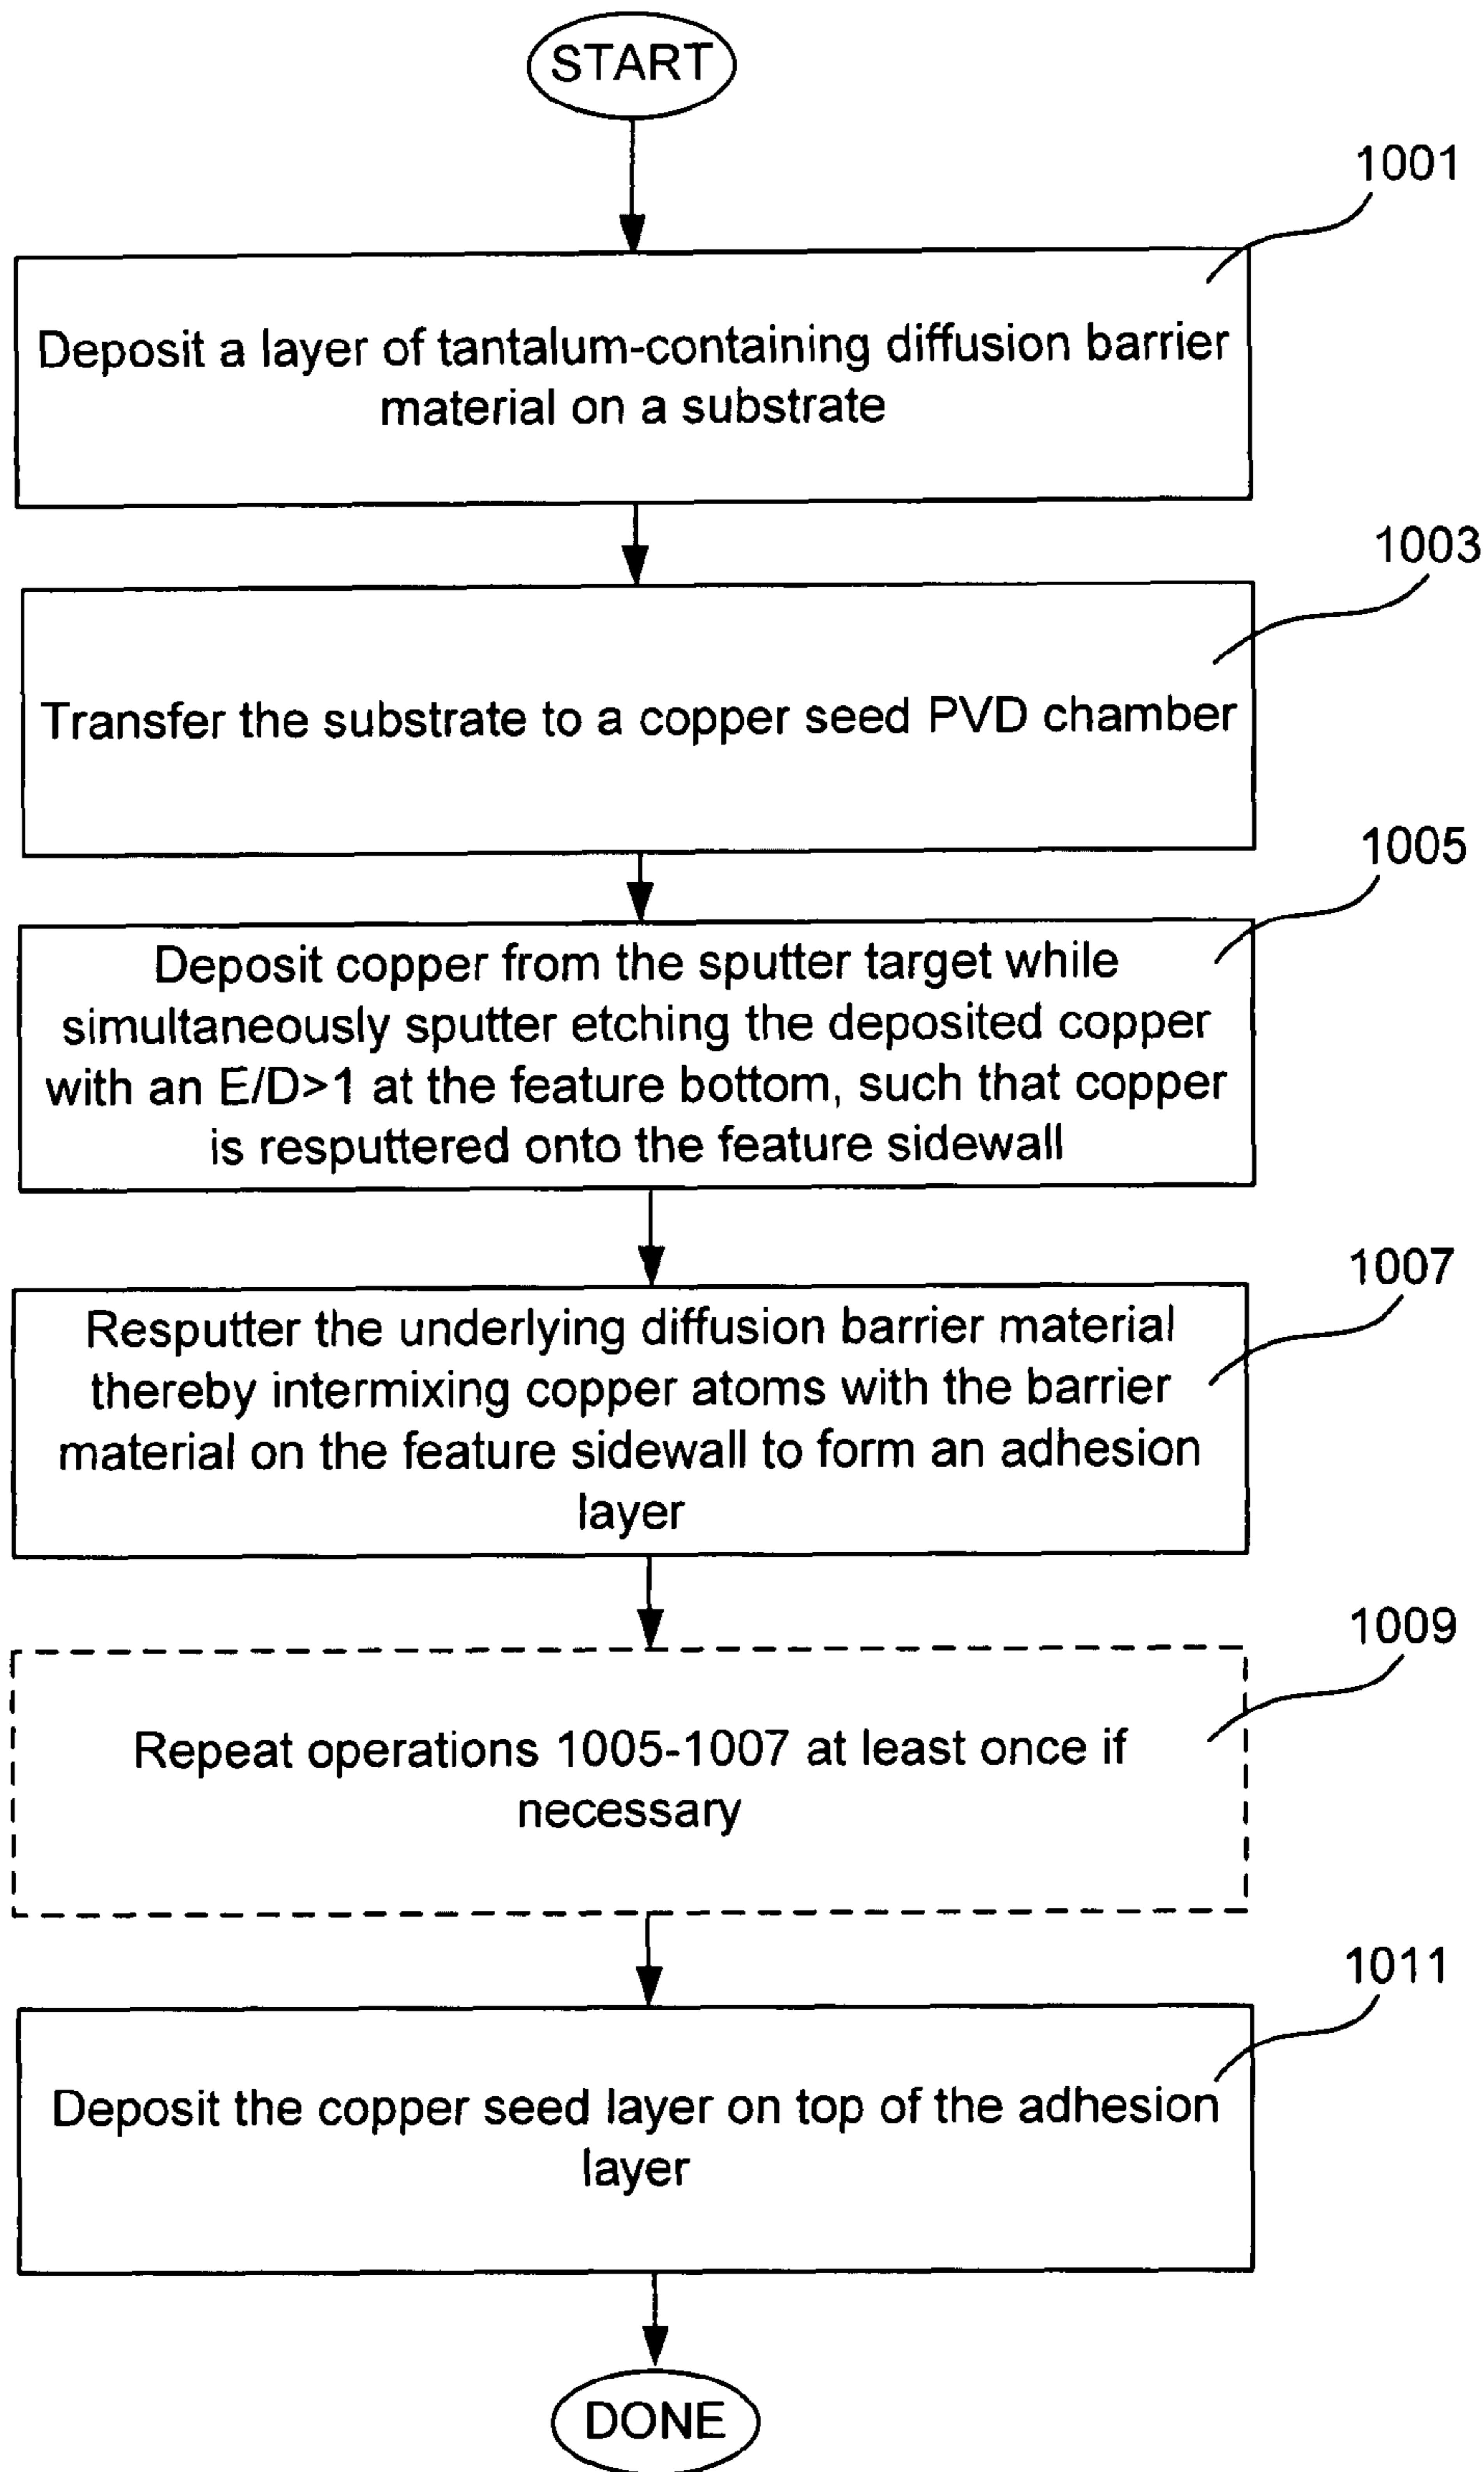 START
1001
Deposit a layer of tantalum-containing diffusion barrier
material on a substrate
1003
Transfer the substrate to a copper seed PVD chamber
1005
Deposit copper from the sputter target while
simultaneously sputter etching the deposited copper
with an E/D>1 at the feature bottom, such that copper
is resputtered onto the feature sidewall
1007
Resputter the underlying diffusion barrier material
thereby intermixing copper atoms with the barrier
material on the feature sidewall to form an adhesion
layer
1009
Repeat operations 1005-1007 at least once if
necessary
1011
Deposit the copper seed layer on top of the adhesion
layer
DONE